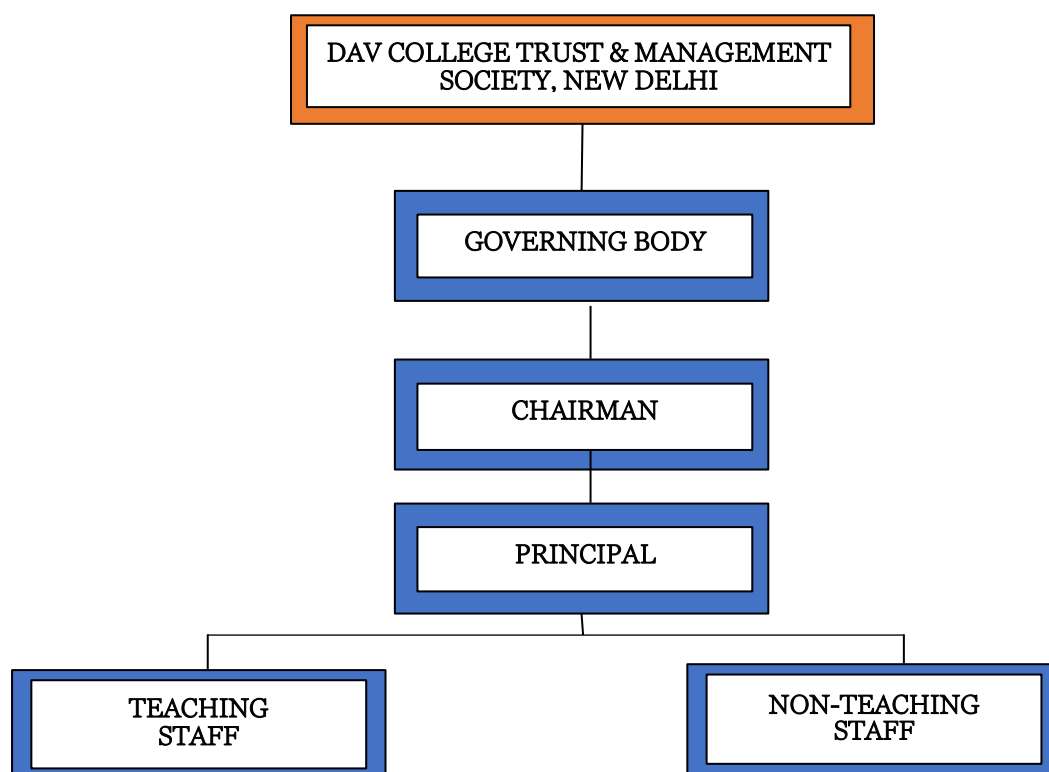 DAV COLLEGE TRUST & MANAGEMENT
SOCIETY, NEW DELHI
GOVERNING BODY
CHAIRMAN
PRINCIPAL
TEACHING
STAFF
NON-TEACHING
STAFF